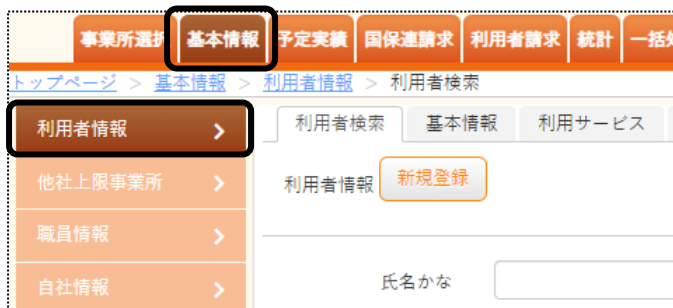 事業所選択 基本情報 予定実績 国保連請求 利用者請求 統計 一括
トップページ > 基本情報 > 利用者情報 > 利用者検索
利用者情報
利用者検索 基本情報 利用サービス
他社上限事業所
利用者情報 新規登録
職員情報
自社情報
氏名かな